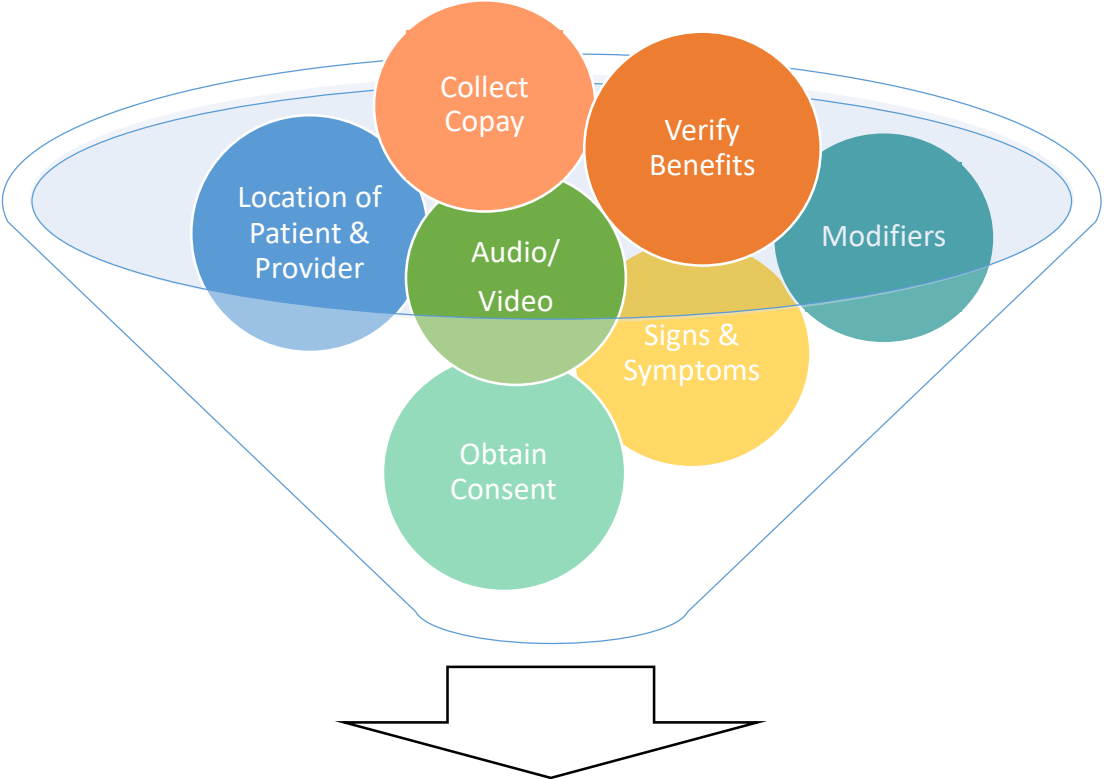 Collect
Copay
Verify
Benefits
Location of
Patient &
Provider
Audio/
Video
Modifiers
Signs &
Symptoms
Obtain
Consent